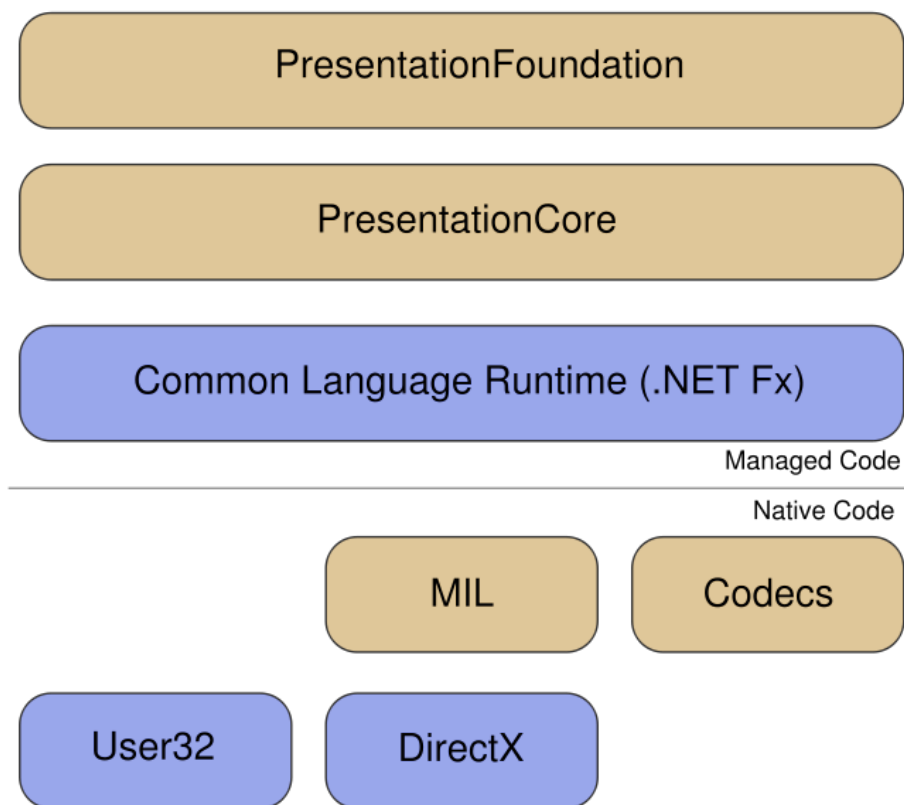 PresentationFoundation
PresentationCore
Common Language Runtime (.NET Fx)
Managed Code
Native Code
MIL
Codecs
User32
DirectX